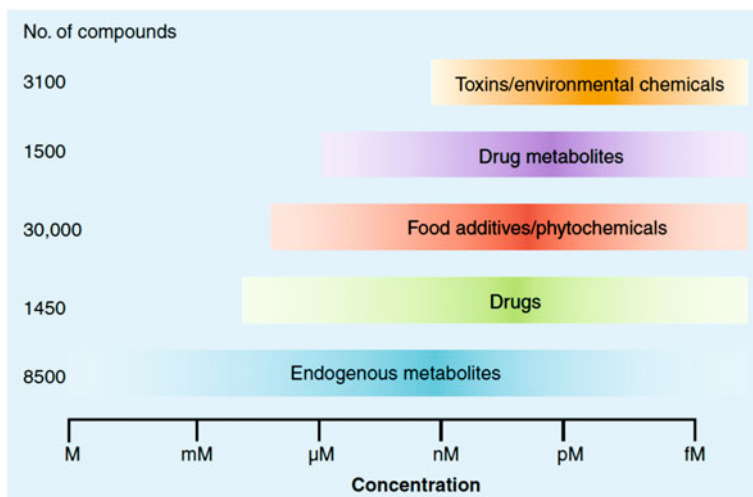 No. of compounds
3100 Toxins/environmental chemicals
1500 Drug metabolites
30,000 Food additives/phytochemicals
1450 Drugs
8500 Endogenous metabolites
M mM µM nM pM fM
Concentration